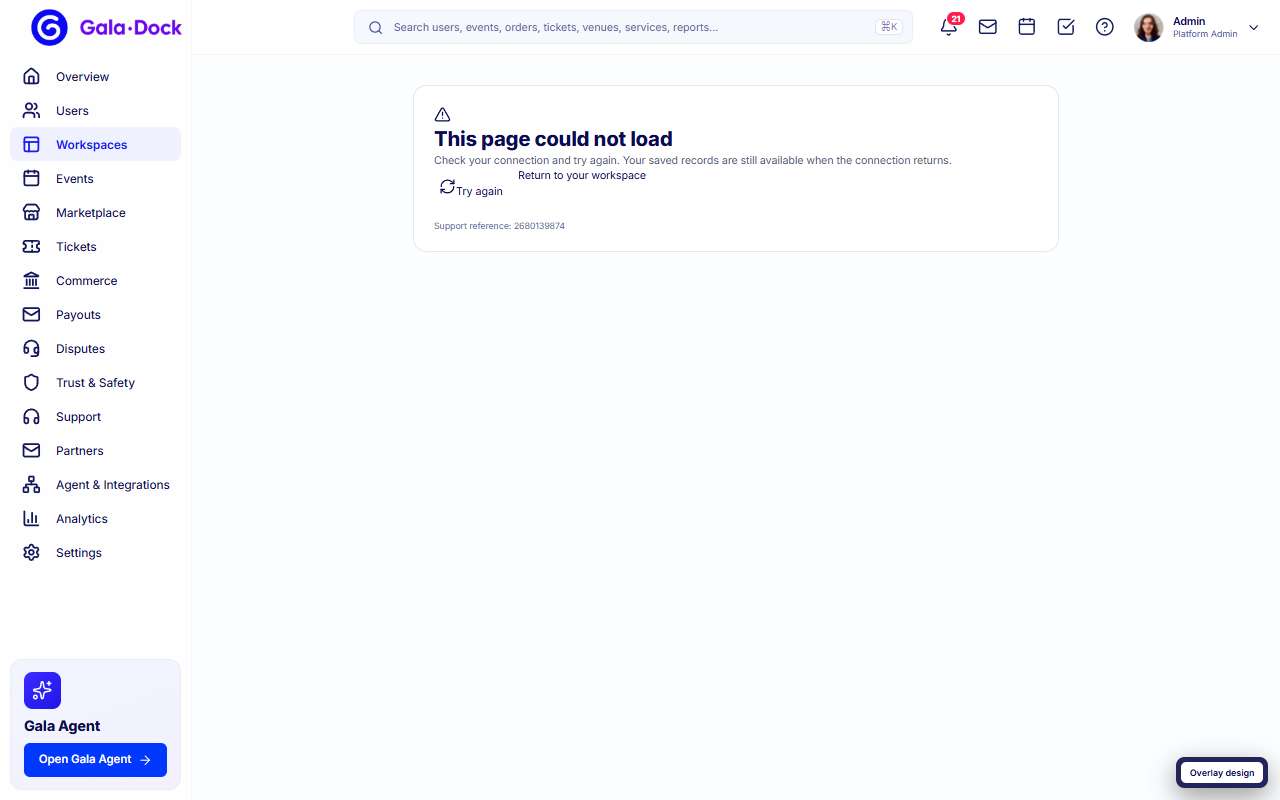 Gala·Dock
Search users, events, orders, tickets, venues, services, reports...
⌘K
21
Admin
Platform Admin
Overview
Users
Workspaces
Events
Marketplace
Tickets
Commerce
Payouts
Disputes
Trust & Safety
Support
Partners
Agent & Integrations
Analytics
Settings
This page could not load
Check your connection and try again. Your saved records are still available when the connection returns.
Return to your workspace
Try again
Support reference: 2680139874
Gala Agent
Open Gala Agent
Overlay design